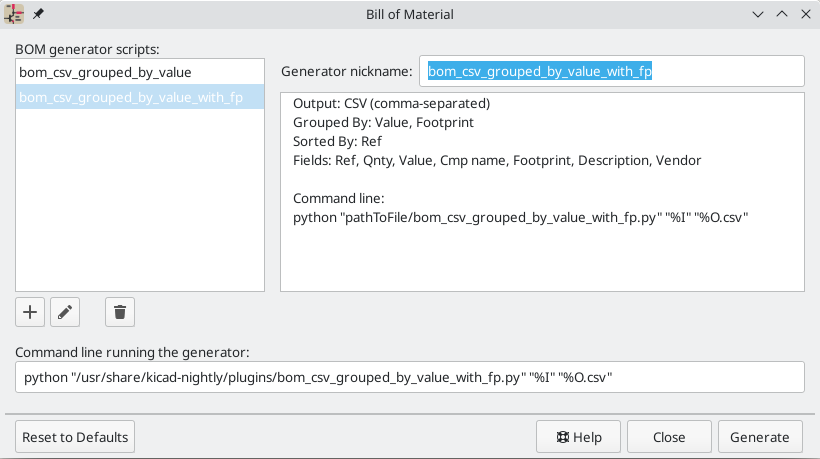 Bill of Material
BOM generator scripts:
bom_csv_grouped_by_value
bom_csv_grouped_by_value_with_fp
Generator nickname: bom_csv_grouped_by_value_with_fp
Output: CSV (comma-separated)
Grouped By: Value, Footprint
Sorted By: Ref
Fields: Ref, Qnty, Value, Cmp name, Footprint, Description, Vendor
Command line:
python "pathToFile/bom_csv_grouped_by_value_with_fp.py" "%I" "%O.csv"
Command line running the generator:
python "/usr/share/kicad-nightly/plugins/bom_csv_grouped_by_value_with_fp.py" "%I" "%O.csv"
Reset to Defaults
Help
Close
Generate